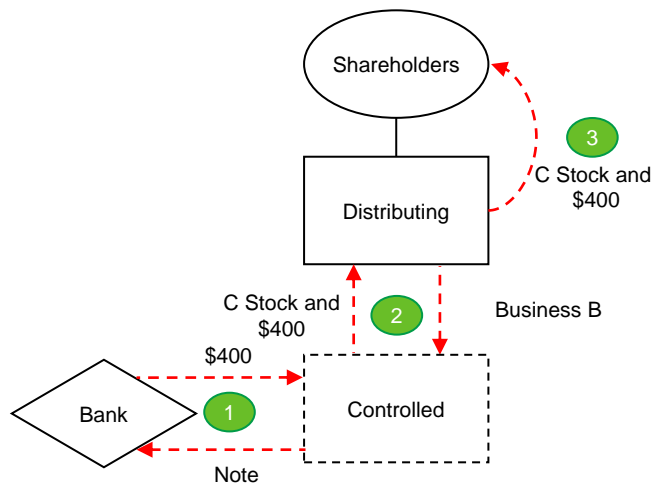 Shareholders
3
C Stock and
$400
Distributing
C Stock and
$400
2
Business B
$400
Bank
1
Controlled
Note